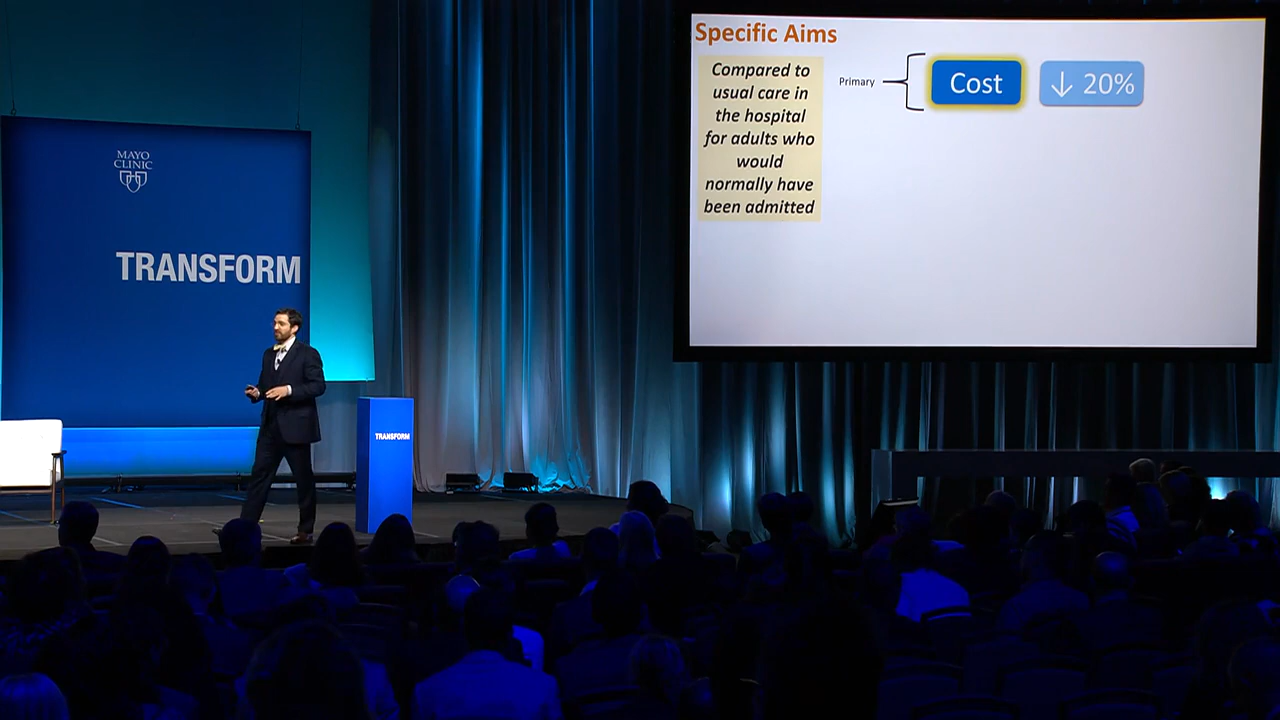 MAYO
CLINIC
TRANSFORM
TRANSFORM
Specific Aims
Compared to
usual care in
the hospital
for adults who
would
normally have
been admitted
Primary
Cost
↓ 20%